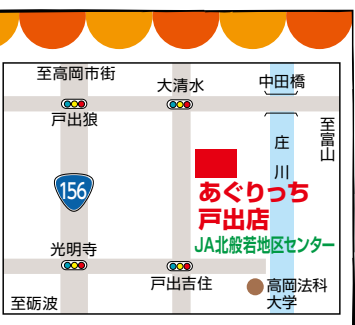 至高岡市街
大清水
中田橋
戸出狼
至富山
庄川
156
あぐりっち
戸出店
JA北般若地区センター
光明寺
戸出吉住
高岡法科
大学
至砺波